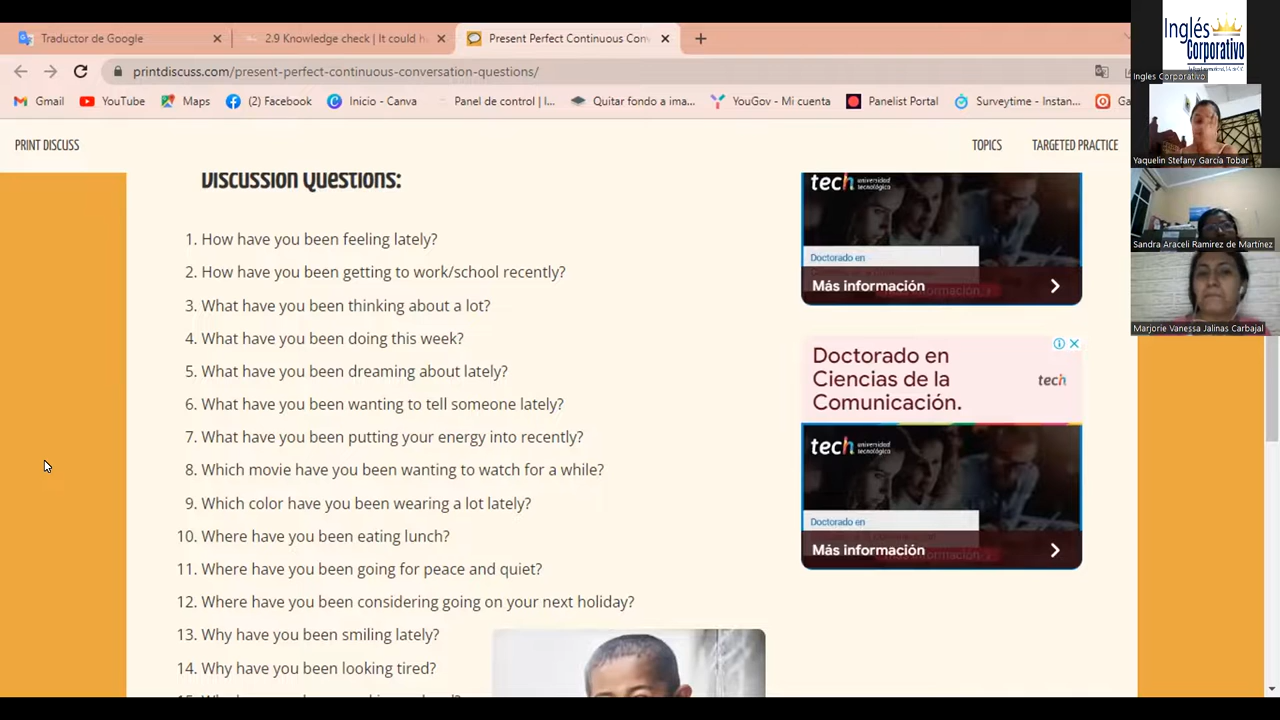 Traductor de Google
2.9 Knowledge check | It could h
Present Perfect Continuous Con
printdiscuss.com/present-perfect-continuous-conversation-questions/
Gmail
YouTube
Maps
(2) Facebook
Inicio - Canva
Panel de control | I...
Quitar fondo a ima...
YouGov - Mi cuenta
Panelist Portal
Surveytime - Instan...
Ga
PRINT DISCUSS
TOPICS
TARGETED PRACTICE
Discussion Questions:
1. How have you been feeling lately?
2. How have you been getting to work/school recently?
3. What have you been thinking about a lot?
4. What have you been doing this week?
5. What have you been dreaming about lately?
6. What have you been wanting to tell someone lately?
7. What have you been putting your energy into recently?
8. Which movie have you been wanting to watch for a while?
9. Which color have you been wearing a lot lately?
10. Where have you been eating lunch?
11. Where have you been going for peace and quiet?
12. Where have you been considering going on your next holiday?
13. Why have you been smiling lately?
14. Why have you been looking tired?
tech universidad tecnológica
Doctorado en
Más información
Doctorado en
Ciencias de la
Comunicación.
tech
tech universidad tecnológica
Doctorado en
Más información
Inglés
Corporativo
Ingles Corporativo
Yaquelin Stefany García Tobar
Sandra Araceli Ramirez de Martínez
Marjorie Vanessa Jalinas Carbajal